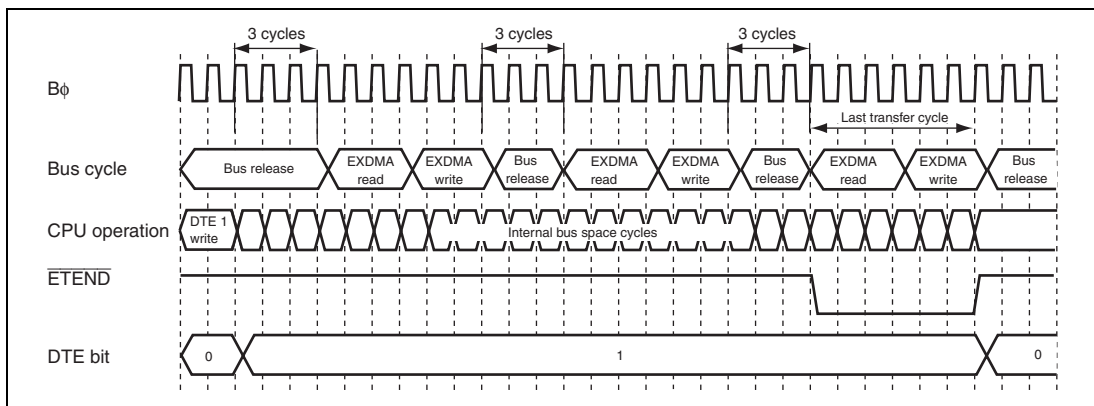 3 cycles 3 cycles 3 cycles
Bϕ
Last transfer cycle
Bus cycle
Bus release
EXDMA read
EXDMA write
Bus release
EXDMA read
EXDMA write
Bus release
EXDMA read
EXDMA write
Bus release
CPU operation
DTE 1 write
Internal bus space cycles
ETEND
DTE bit
0 1 0